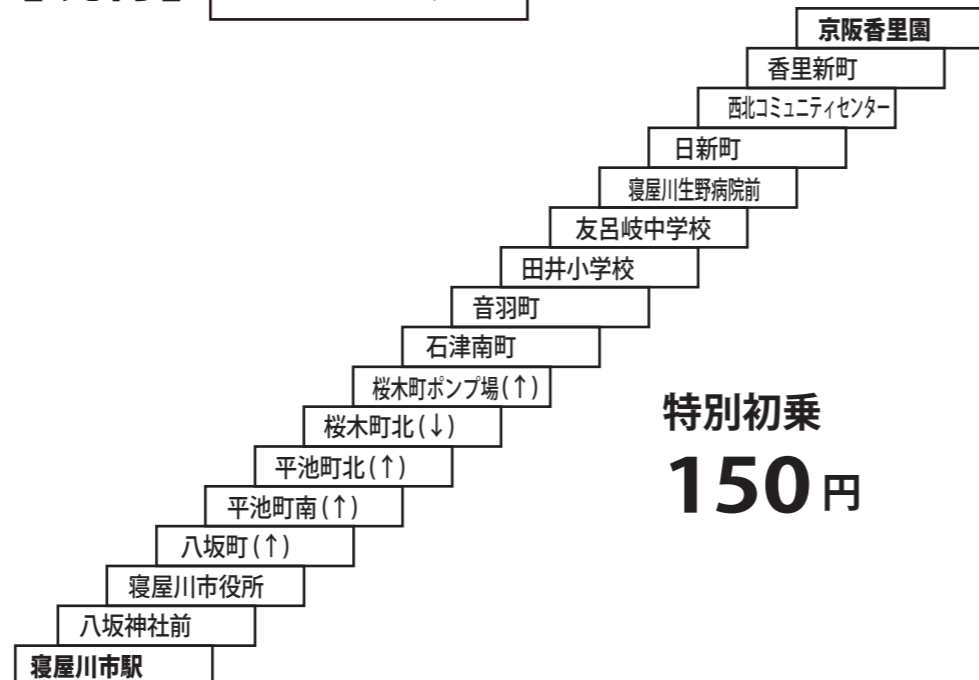 京阪香里園
香里新町
西北コミュニティセンター
日新町
寝屋川生野病院前
友呂岐中学校
田井小学校
音羽町
石津南町
桜木町ポンプ場(↑)
桜木町北(↓)
平池町北(↑)
平池町南(↑)
八坂町(↑)
寝屋川市役所
八坂神社前
寝屋川市駅
特別初乗
150円